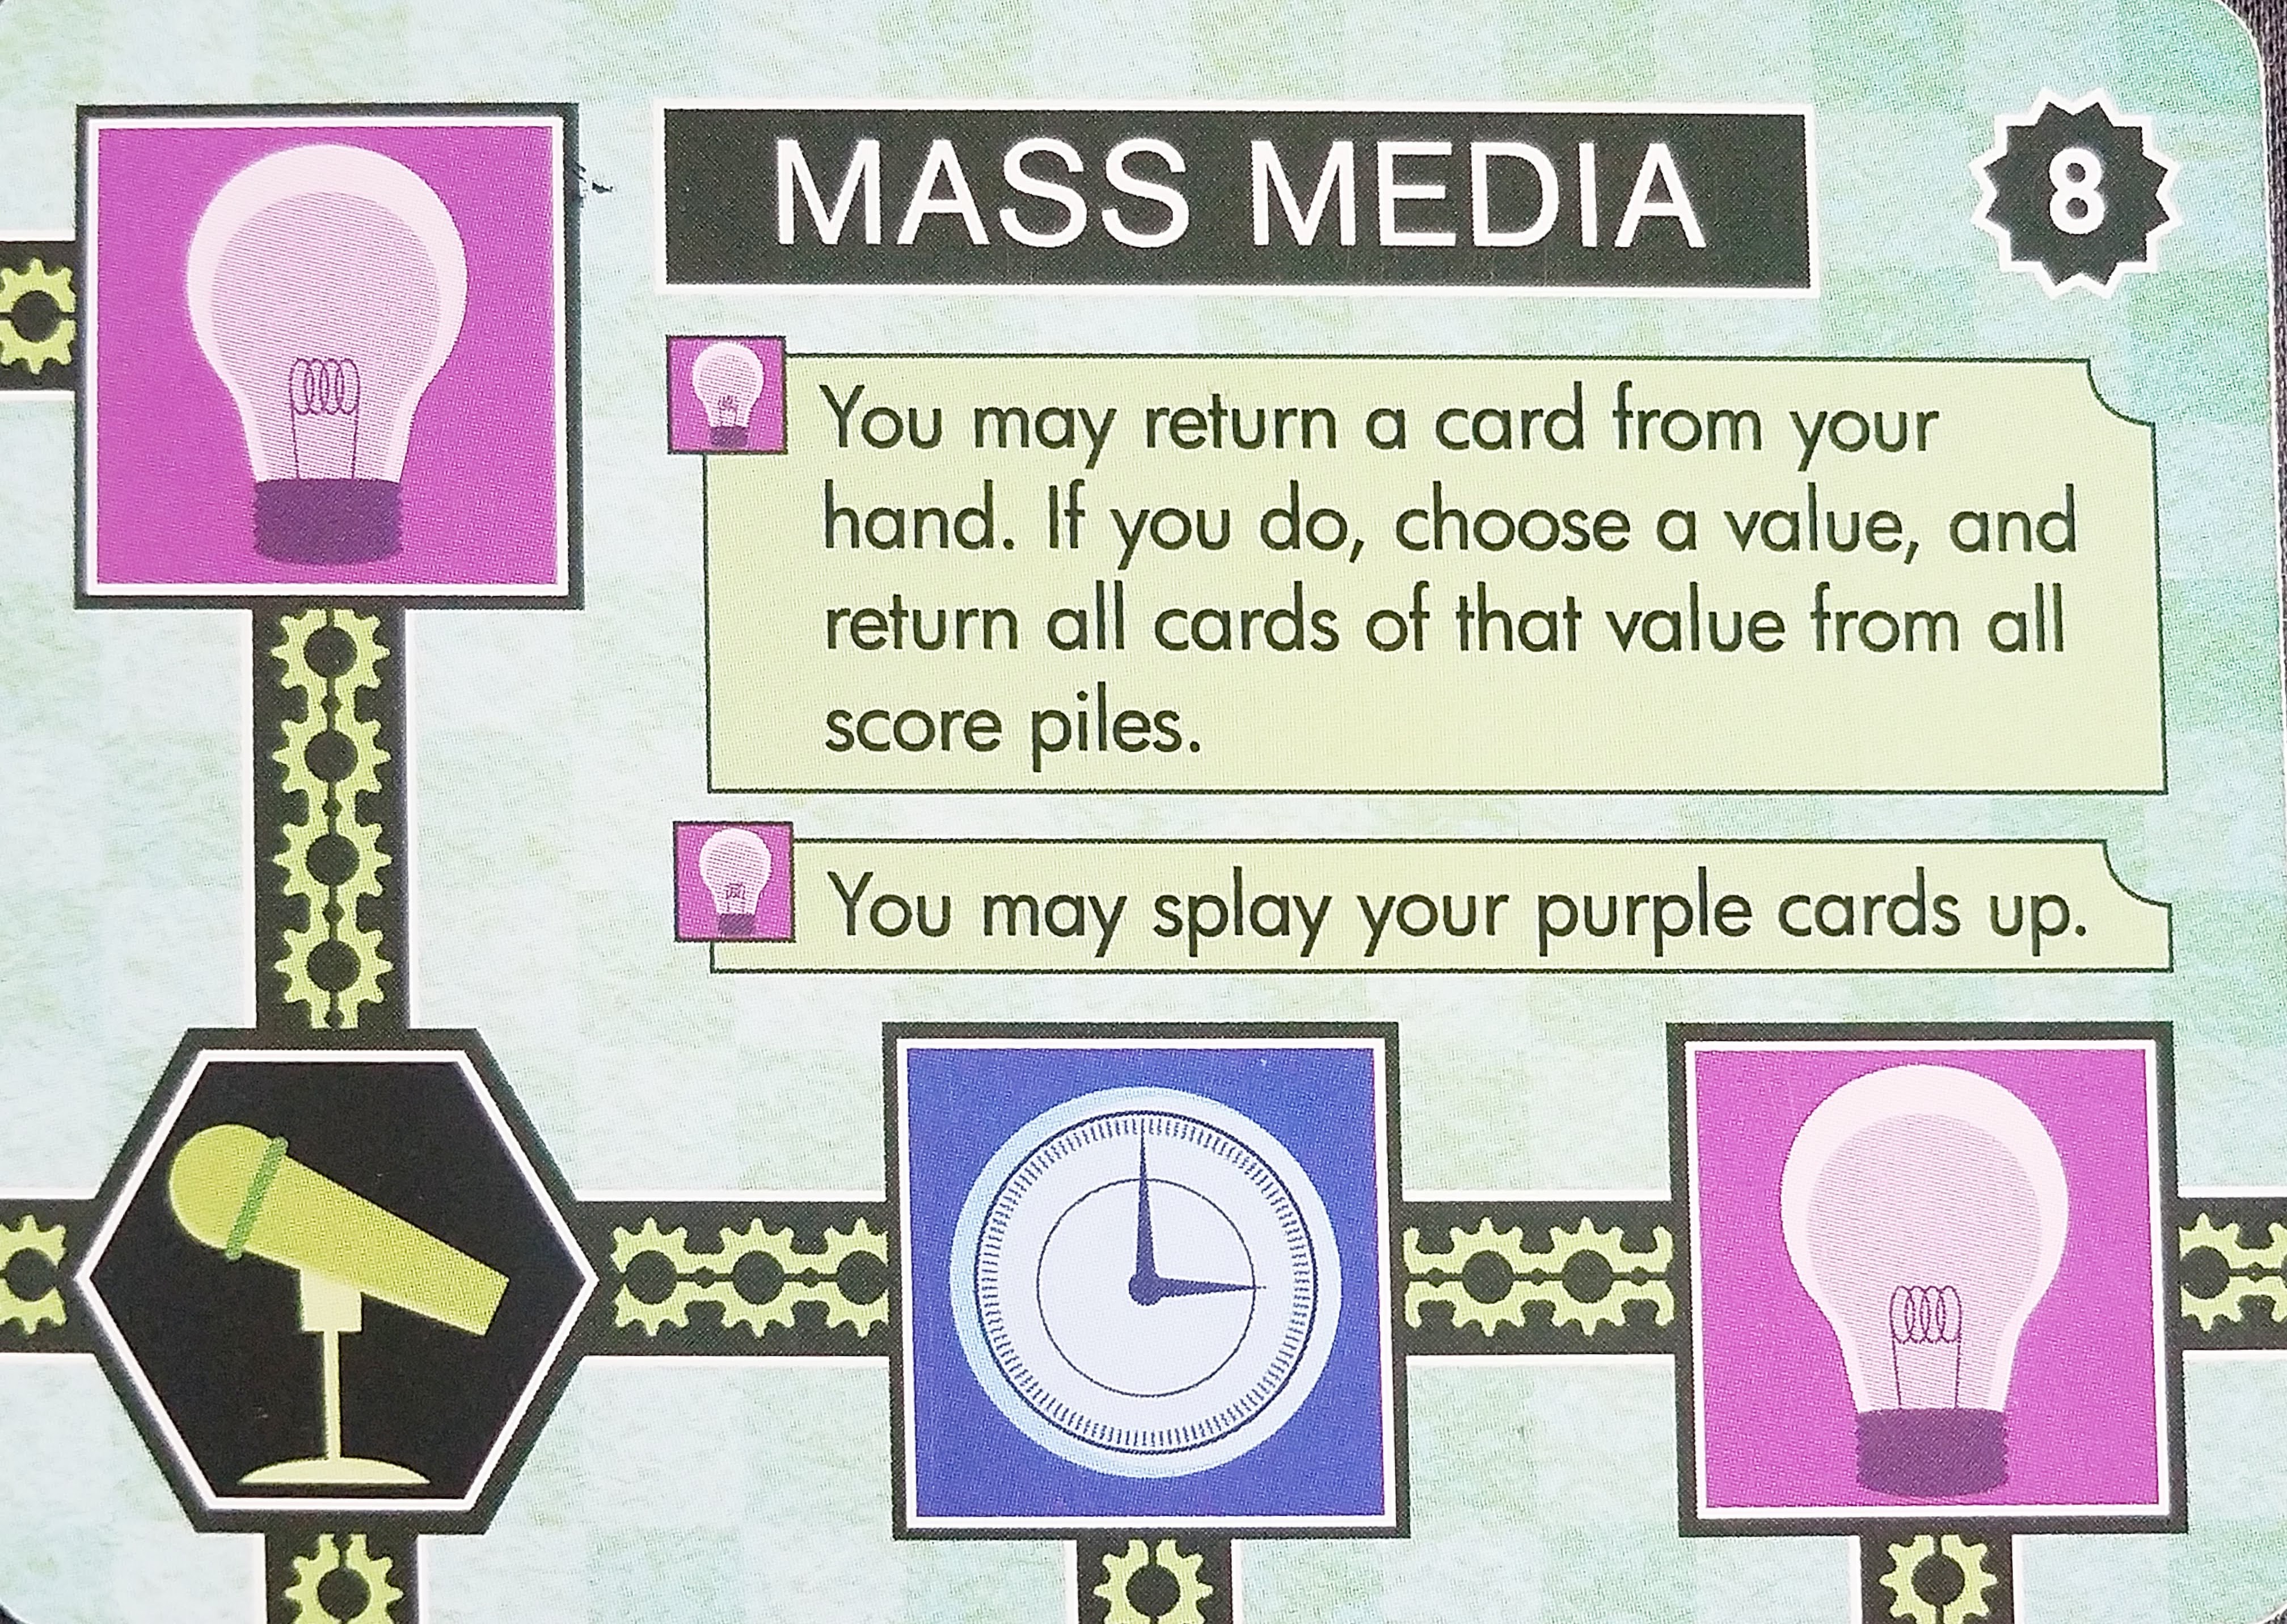 MASS MEDIA
8
You may return a card from your
hand. If you do, choose a value, and
return all cards of that value from all
score piles.
You may splay your purple cards up.